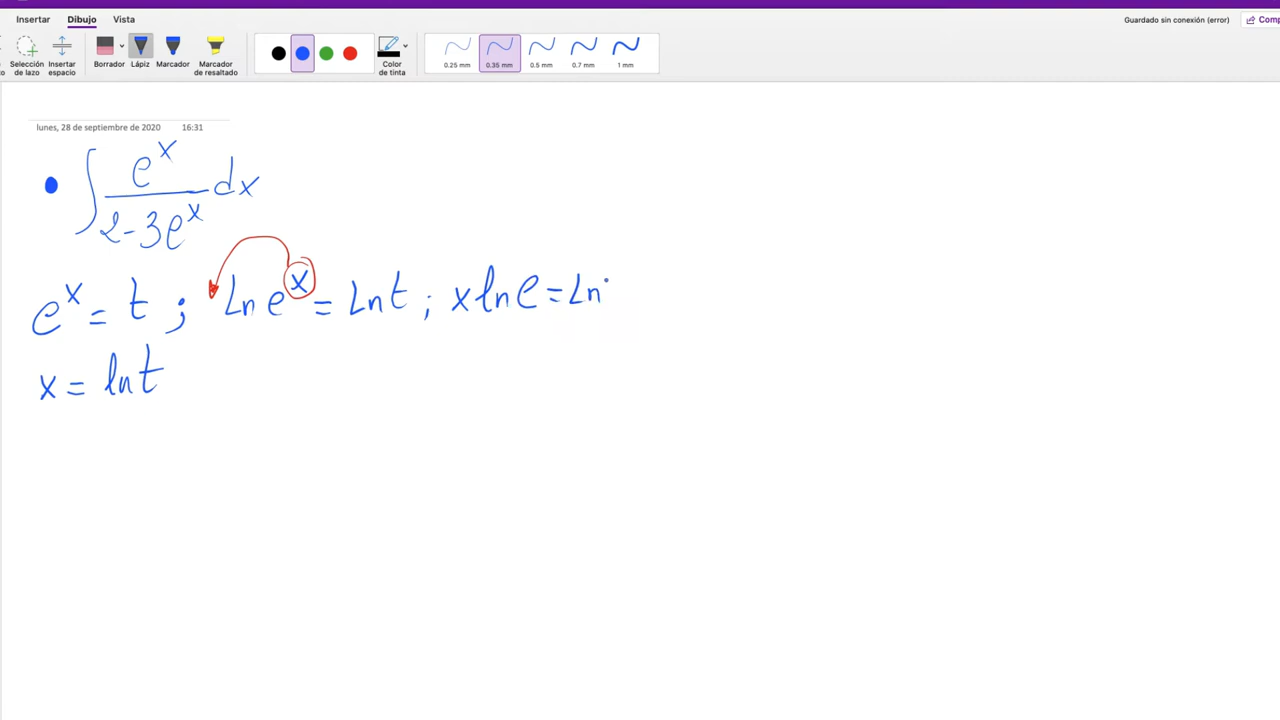 Insertar Dibujo Vista
Guardado sin conexión (error)
Selección de lazo
Insertar espacio
Borrador
Lápiz
Marcador
Marcador de resaltado
Color de tinta
0.25 mm
0.35 mm
0.5 mm
0.7 mm
1 mm
lunes, 28 de septiembre de 2020 16:31
• ∫ e^x / (2-3e^x) dx
e^x = t ; Ln e^x = Ln t ; x ln e = Ln
x = ln t